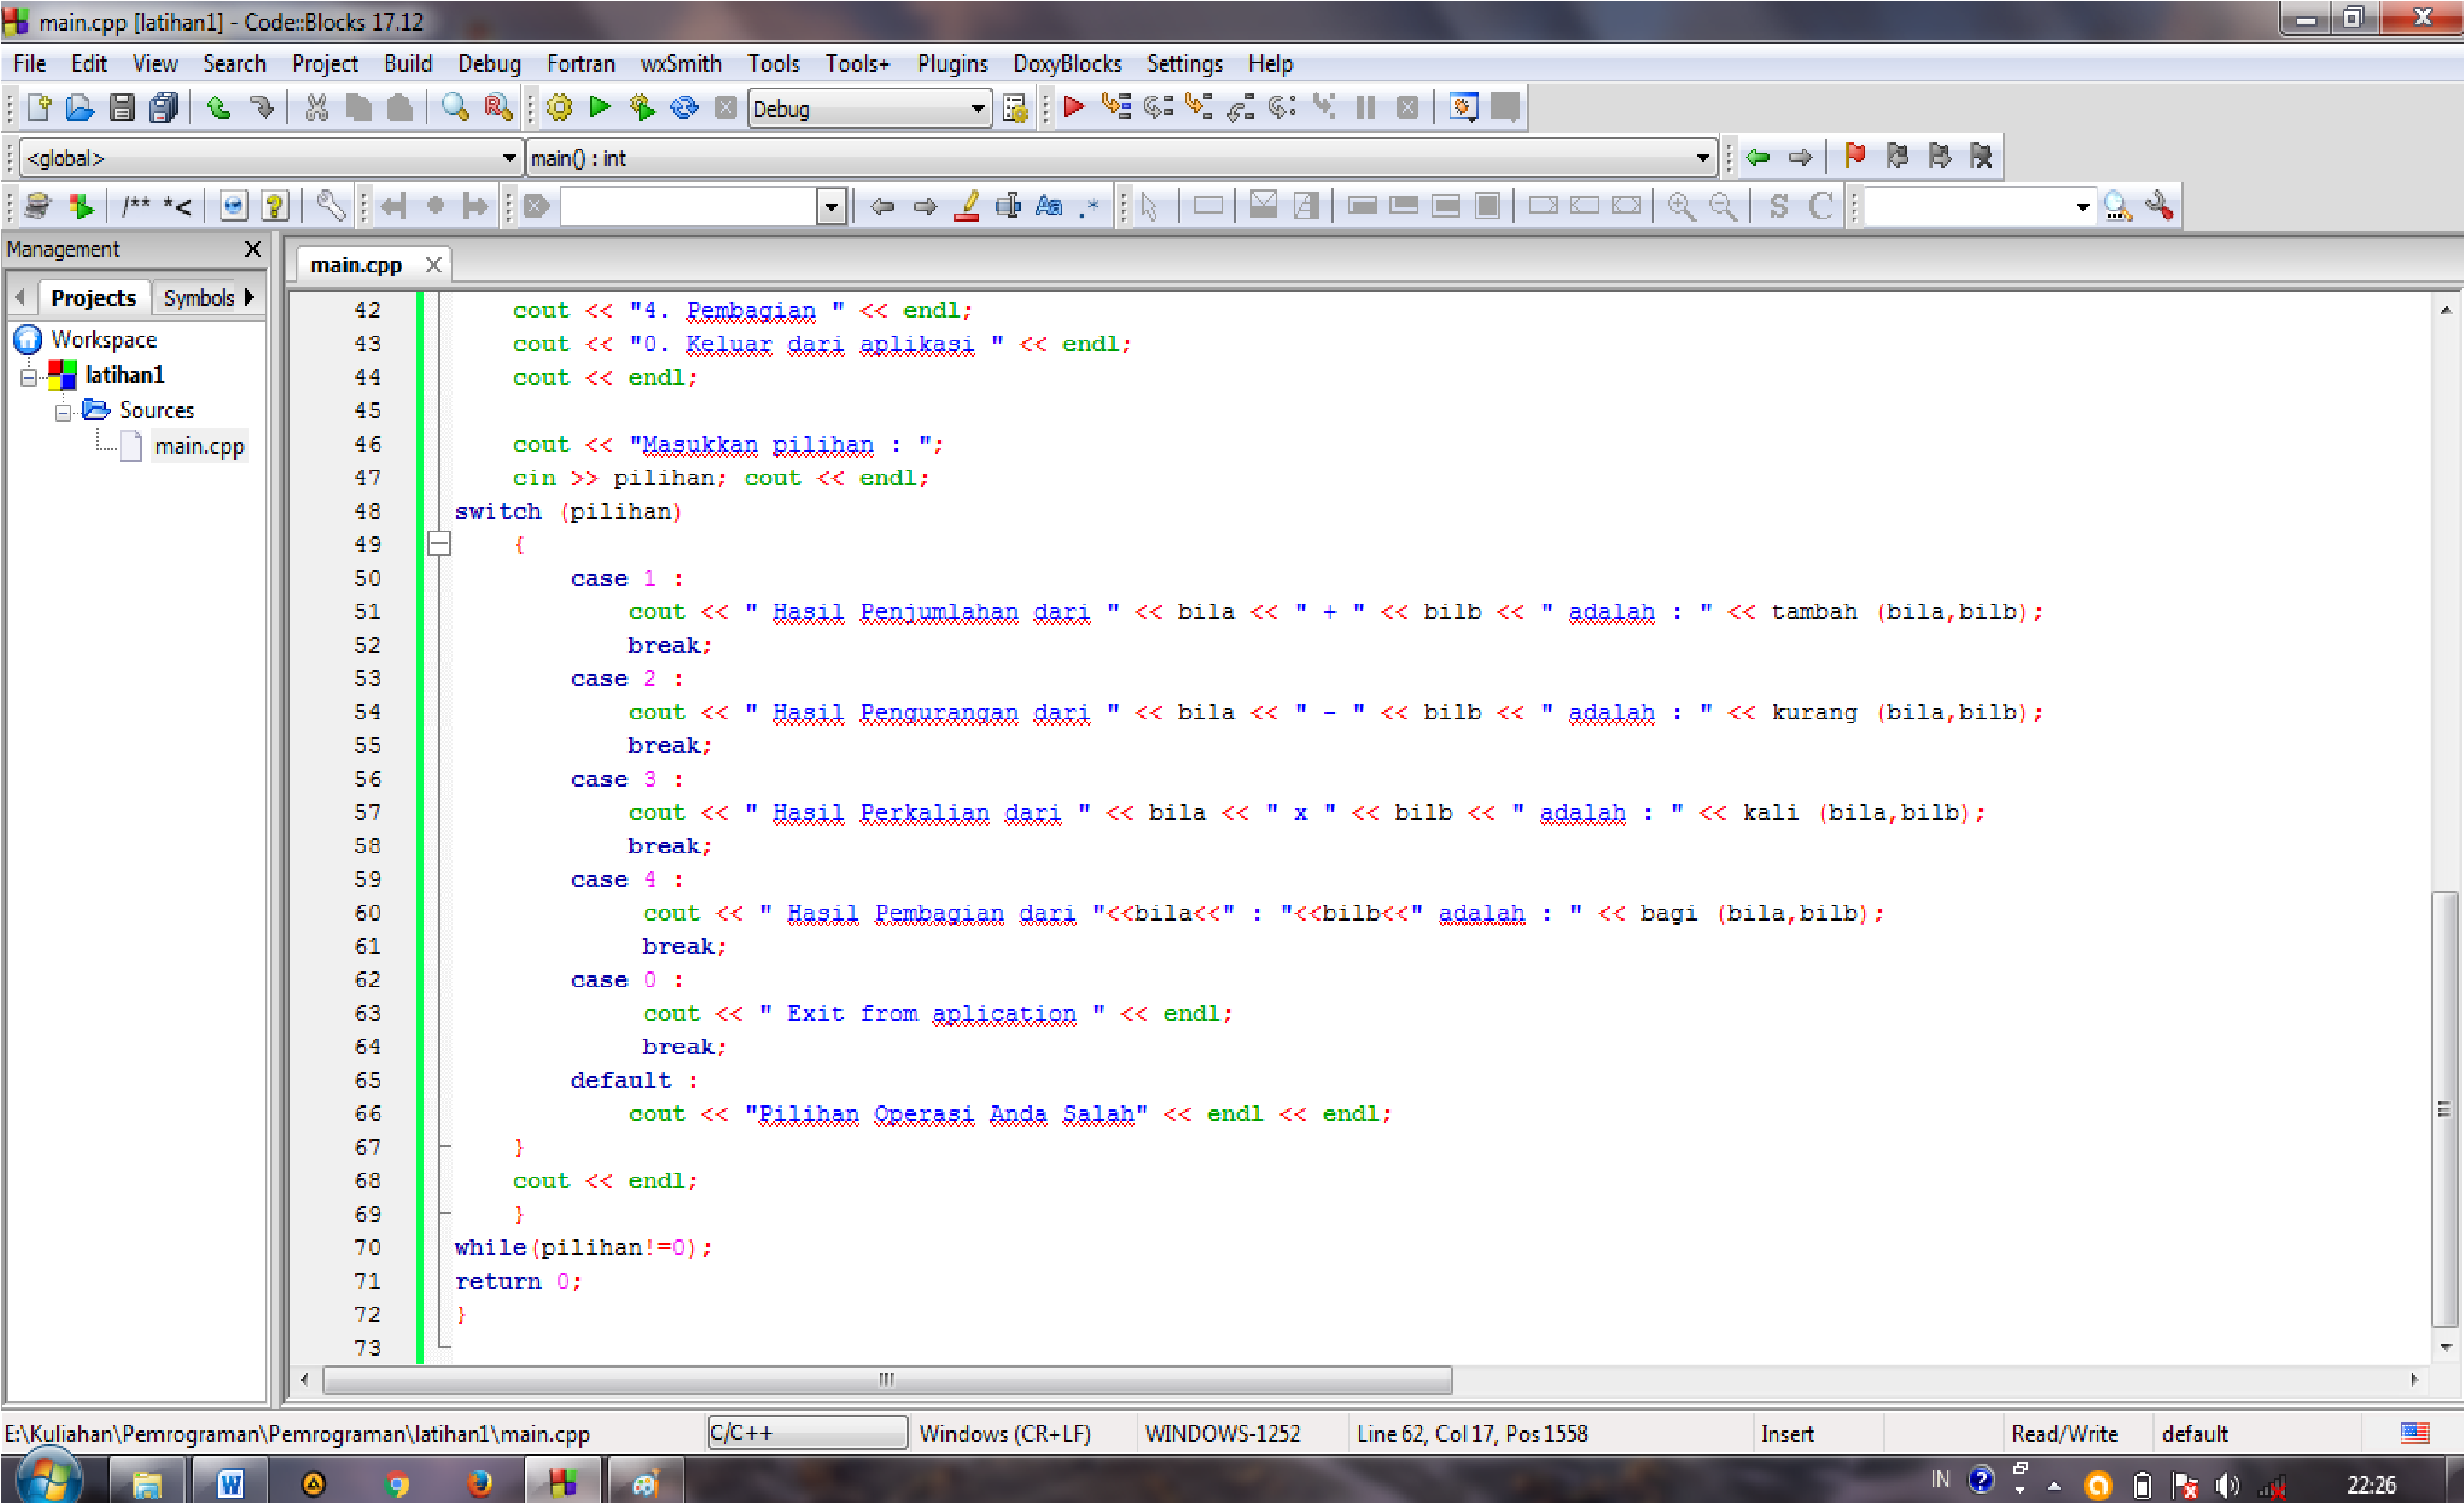 main.cpp [latihan1] - Code::Blocks 17.12
File Edit View Search Project Build Debug Fortran wxSmith Tools Tools+ Plugins DoxyBlocks Settings Help
Debug
<global> main() : int
/** *<
Aa .*
S C
Management X
main.cpp
Projects Symbols
Workspace
latihan1
Sources
main.cpp
42 cout << "4. Pembagian " << endl;
43 cout << "0. Keluar dari aplikasi " << endl;
44 cout << endl;
45
46 cout << "Masukkan pilihan : ";
47 cin >> pilihan; cout << endl;
48 switch (pilihan)
49 {
50 case 1 :
51 cout << " Hasil Penjumlahan dari " << bila << " + " << bilb << " adalah : " << tambah (bila,bilb);
52 break;
53 case 2 :
54 cout << " Hasil Pengurangan dari " << bila << " - " << bilb << " adalah : " << kurang (bila,bilb);
55 break;
56 case 3 :
57 cout << " Hasil Perkalian dari " << bila << " x " << bilb << " adalah : " << kali (bila,bilb);
58 break;
59 case 4 :
60 cout << " Hasil Pembagian dari "<<bila<<" : "<<bilb<<" adalah : " << bagi (bila,bilb);
61 break;
62 case 0 :
63 cout << " Exit from aplication " << endl;
64 break;
65 default :
66 cout << "Pilihan Operasi Anda Salah" << endl << endl;
67 }
68 cout << endl;
69 }
70 while(pilihan!=0);
71 return 0;
72 }
73
E:\Kuliahan\Pemrograman\Pemrograman\latihan1\main.cpp C/C++ Windows (CR+LF) WINDOWS-1252 Line 62, Col 17, Pos 1558 Insert Read/Write default
IN 22:26